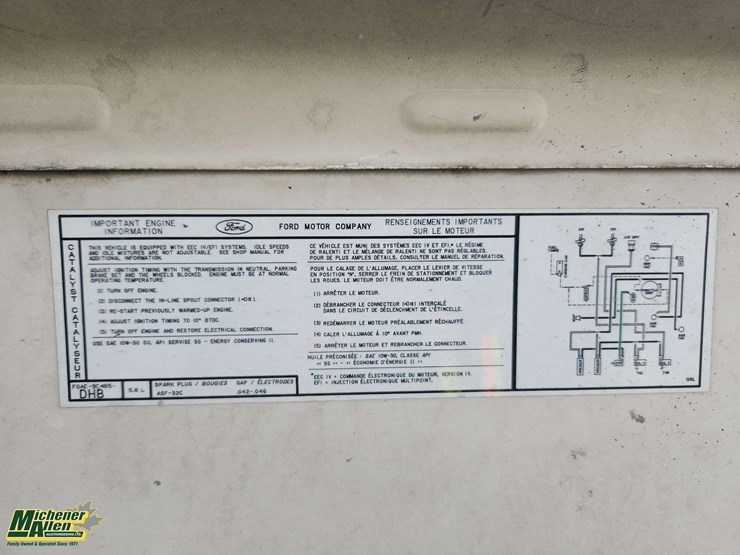 IMPORTANT ENGINE
INFORMATION
Ford
FORD MOTOR COMPANY
RENSEIGNEMENTS IMPORTANTS
SUR LE MOTEUR
CATALYST CATALYSEUR
THIS VEHICLE IS EQUIPPED WITH EEC IV/EFI SYSTEMS. IDLE SPEEDS
AND IDLE MIXTURES ARE NOT ADJUSTABLE. SEE SHOP MANUAL FOR
ADDITIONAL INFORMATION.
ADJUST IGNITION TIMING WITH THE TRANSMISSION IN NEUTRAL, PARKING
BRAKE SET AND THE WHEELS BLOCKED. ENGINE MUST BE AT NORMAL
OPERATING TEMPERATURE.
(1) TURN OFF ENGINE.
(2) DISCONNECT THE IN-LINE SPOUT CONNECTOR
(3) RE-START PREVIOUSLY WARMED-UP ENGINE.
(4) ADJUST IGNITION TIMING TO 10° BTDC.
(5) TURN OFF ENGINE AND RESTORE ELECTRICAL CONNECTION.
USE SAE 10W-30 OIL API SERVICE SG - ENERGY CONSERVING II.
CE VÉHICLE EST MUNI DES SYSTÈMES EEC IV ET EFI.* LE RÉGIME
DE RALENTI ET LE MÉLANGE DE RALENTI NE SONT PAS RÉGLABLES.
POUR DE PLUS AMPLES DÉTAILS, CONSULTER LE MANUEL DE RÉPARATION.
POUR LE CALAGE DE L'ALLUMAGE, PLACER LE LEVIER DE VITESSE
EN POSITION "N", SERRER LE FREIN DE STATIONNEMENT ET BLOQUER
LES ROUES. LE MOTEUR DOIT ÊTRE NORMALEMENT CHAUD.
(1) ARRÊTER LE MOTEUR.
(2) DÉBRANCHER LE CONNECTEUR INTERCALÉ
DANS LE CIRCUIT DE DÉCLENCHEMENT DE L'ÉTINCELLE.
(3) REDÉMARRER LE MOTEUR PRÉALABLEMENT RÉCHAUFFÉ.
(4) CALER L'ALLUMAGE À 10° AVANT PMH.
(5) ARRÊTER LE MOTEUR ET REBRANCHER LE CONNECTEUR.
HUILE PRÉCONISÉE : SAE 10W-30, CLASSE API
« SG » - « ÉCONOMIE D'ÉNERGIE II »
*EEC IV = COMMANDE ÉLECTRONIQUE DU MOTEUR, VERSION IV.
EFI = INJECTION ÉLECTRONIQUE MULTIPOINT.
DHB
5.8 L
SPARK PLUG / BOUGIES GAP / ÉLECTRODES
ASF-32C .042-.046
Michener
Allen
AUCTIONEERING LTD.
Family Owned & Operated Since 1971